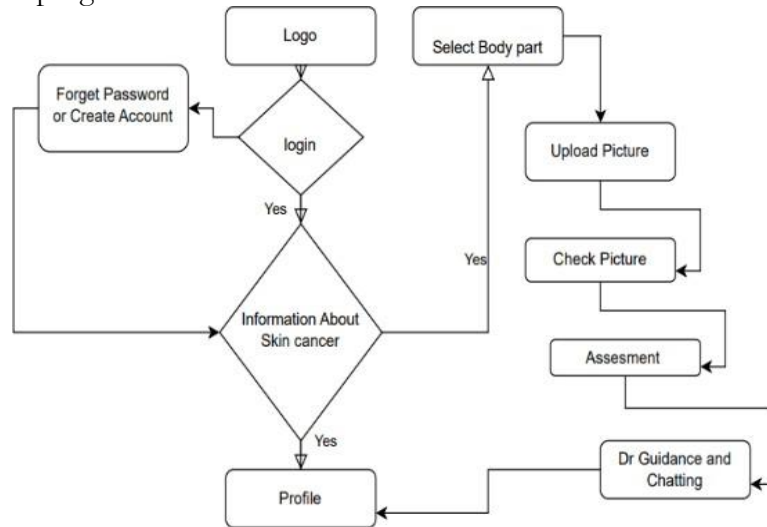 Logo
Select Body part
Forget Password
or Create Account
login
Upload Picture
Yes
Yes
Check Picture
Information About
Skin cancer
Assesment
Yes
Dr Guidance and
Chatting
Profile